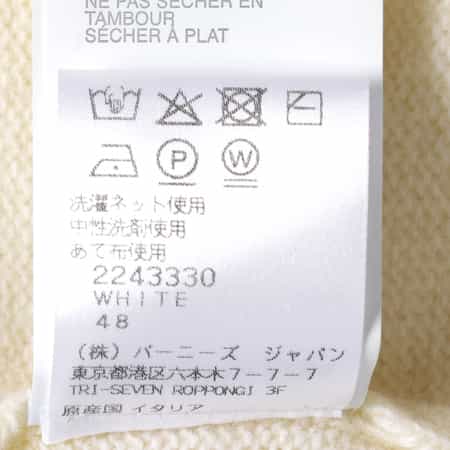 NE PAS SÉCHER EN
TAMBOUR
SÉCHER À PLAT
P W
洗濯ネット使用
中性洗剤使用
あて布使用
2243330
WHITE
48
(株) バーニーズ ジャパン
東京都港区六本木7-7-7
TRI-SEVEN ROPPONGI 3F
原産国 イタリア